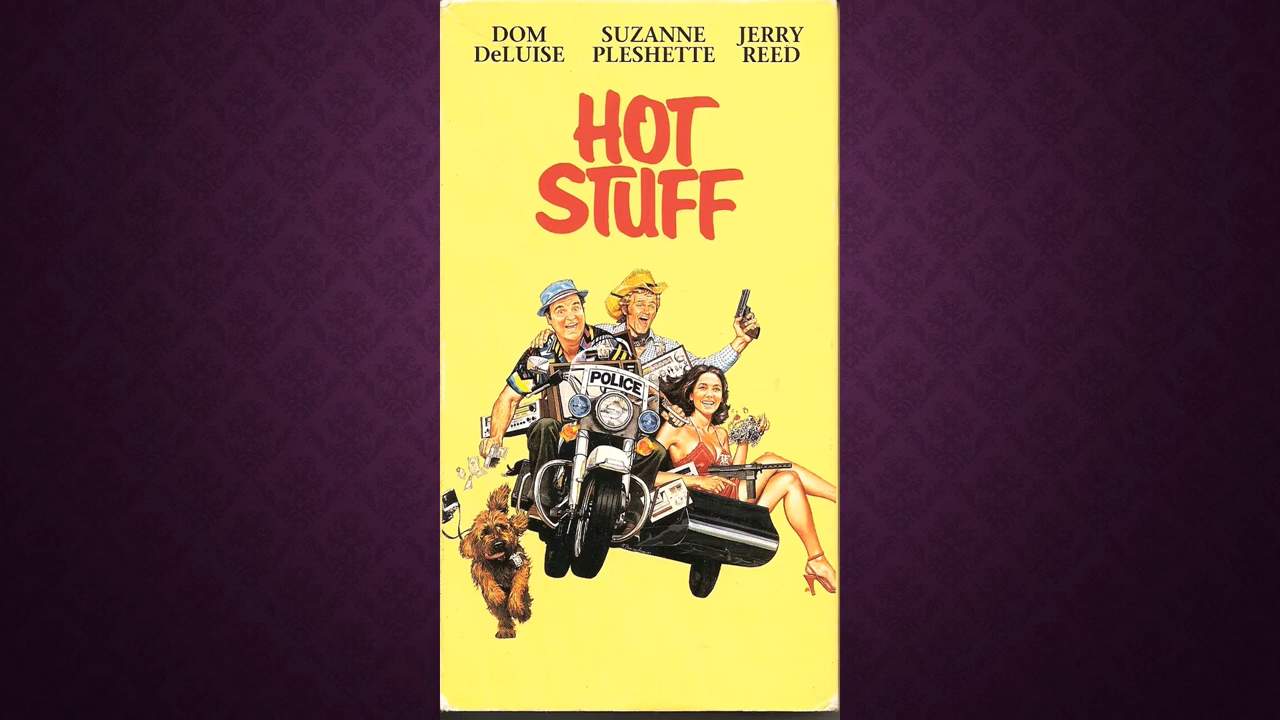 DOM
DeLUISE
SUZANNE
PLESHETTE
JERRY
REED
HOT
STUFF
POLICE